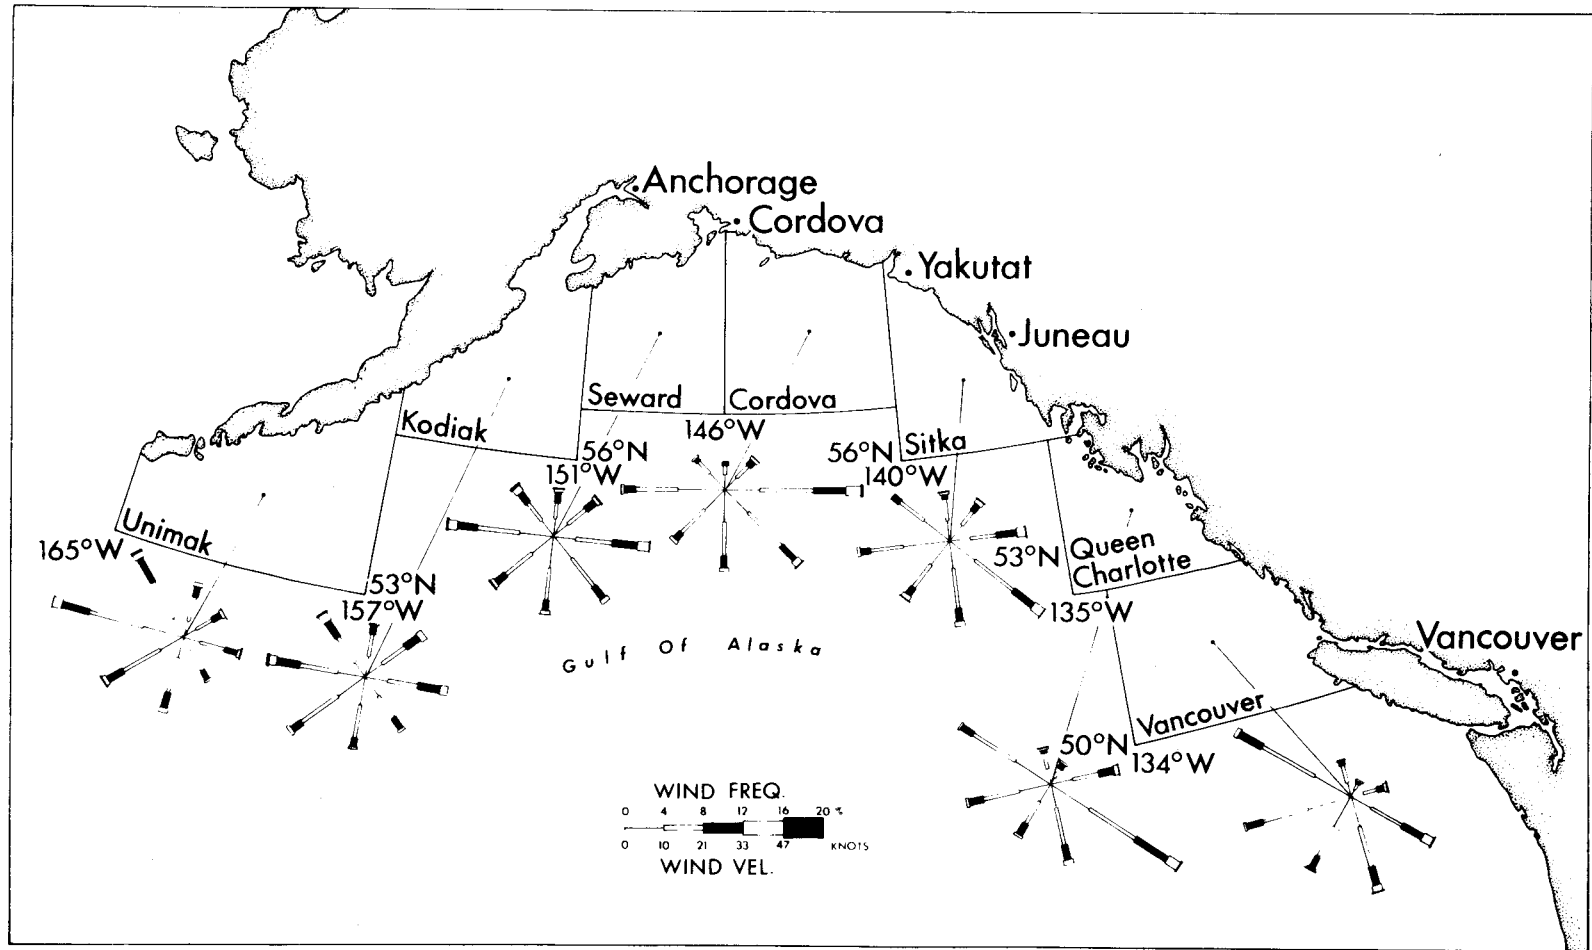 Anchorage
Cordova
Yakutat
Juneau
Seward
Cordova
146°W
Kodiak
56°N
151°W
56°N
140°W
Sitka
Unimak
165°W
53°N
157°W
53°N
Queen
Charlotte
135°W
Gulf Of Alaska
Vancouver
Vancouver
50°N
134°W
WIND FREQ.
0 4 8 12 16 20 %
0 10 21 33 47 KNOTS
WIND VEL.